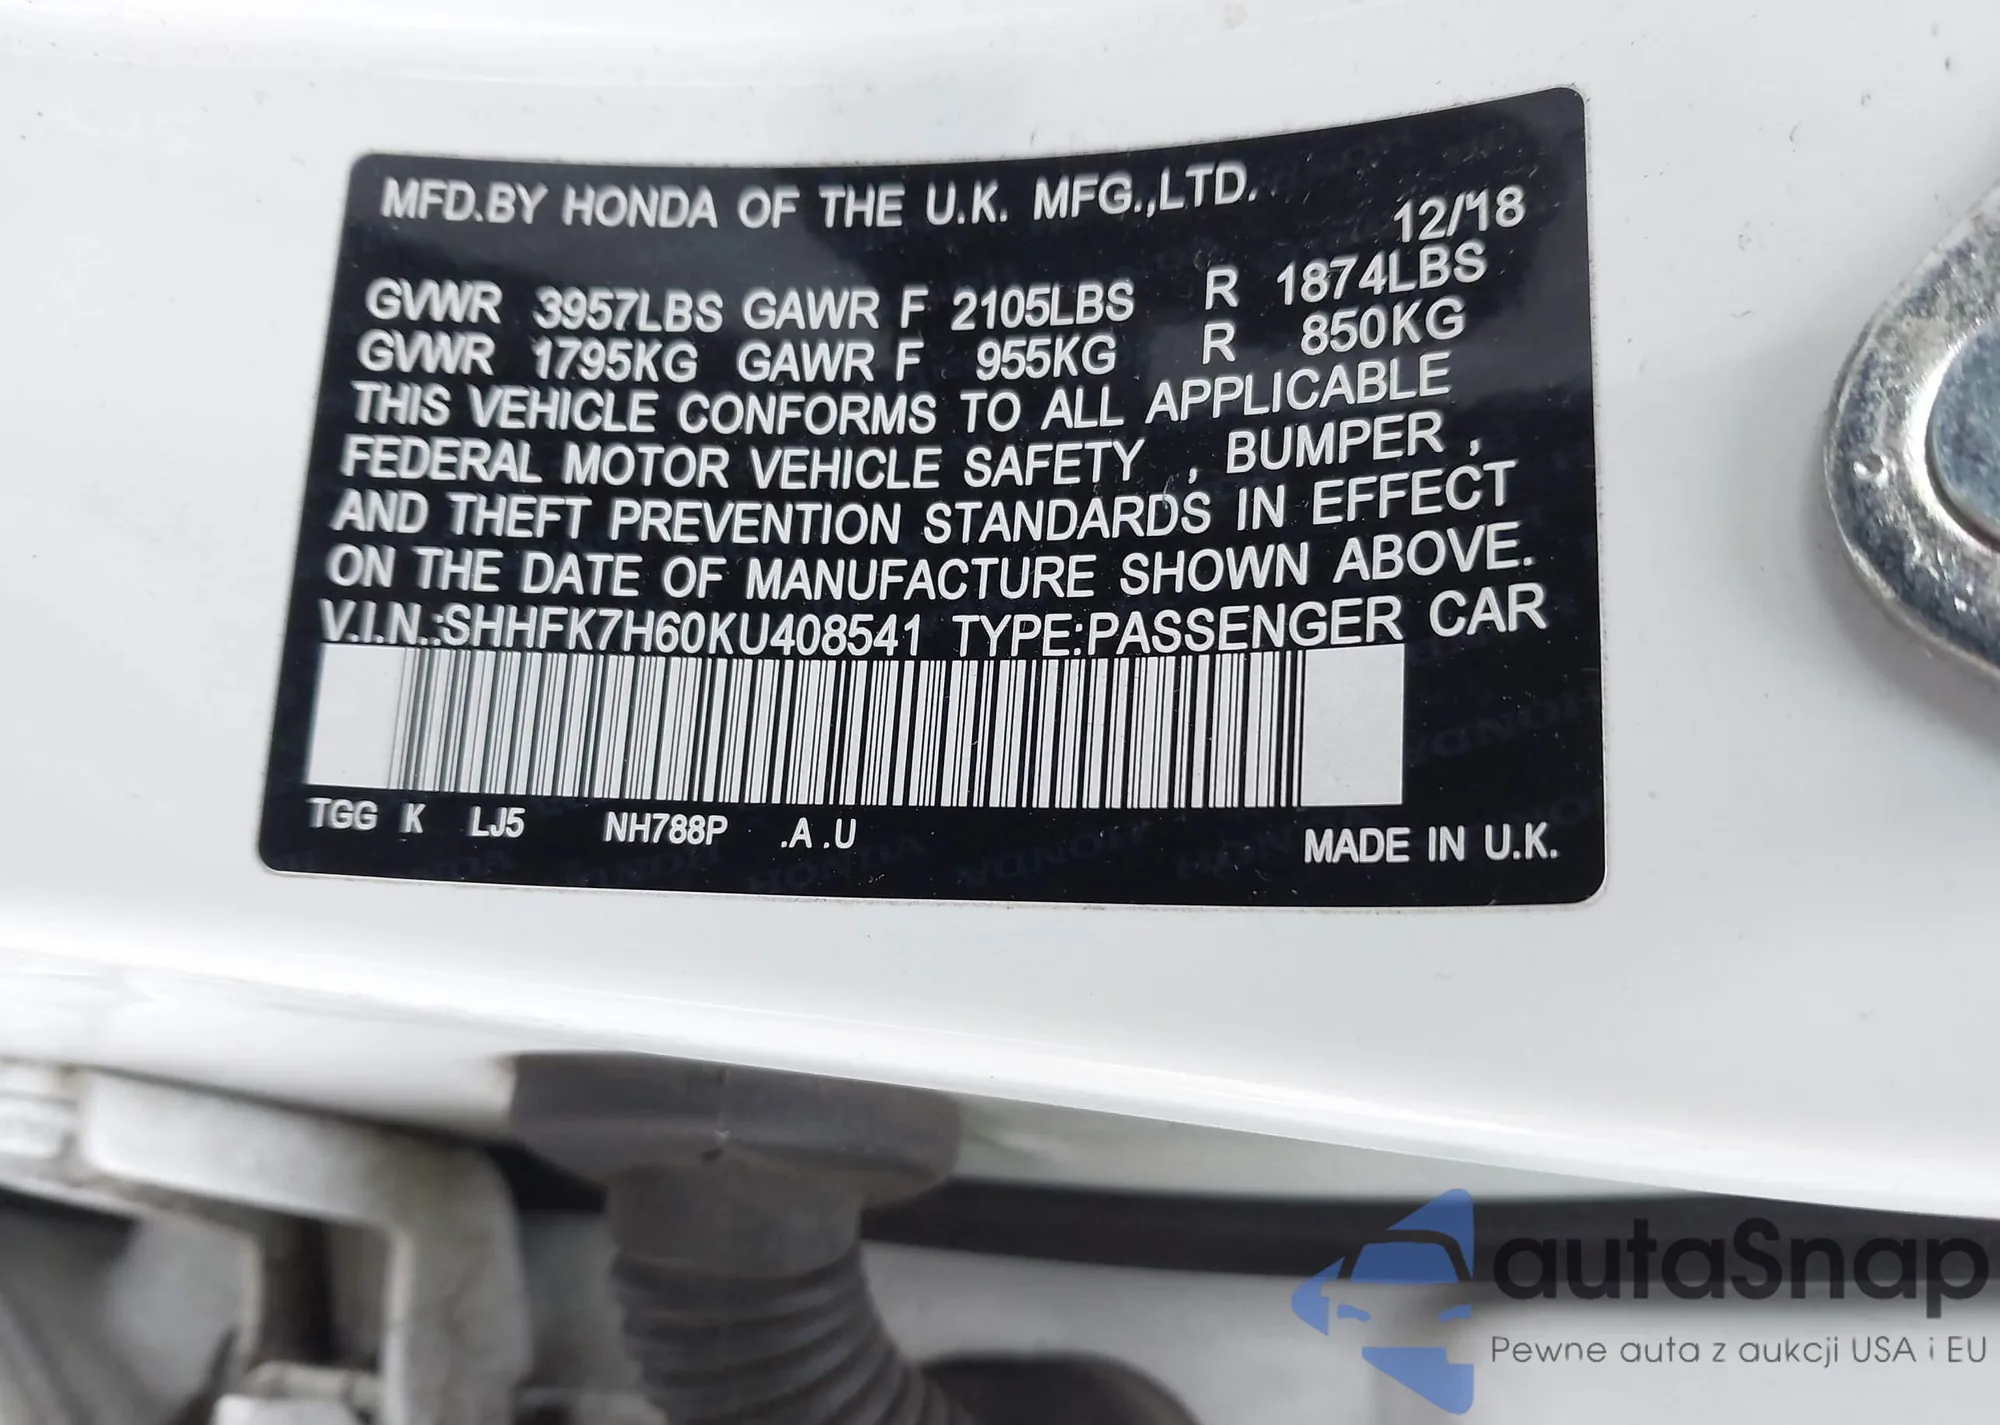 MFD.BY HONDA OF THE U.K. MFG.,LTD.
12/'18
GVWR 3957LBS GAWR F 2105LBS R 1874LBS
GVWR 1795KG GAWR F 955KG R 850KG
THIS VEHICLE CONFORMS TO ALL APPLICABLE
FEDERAL MOTOR VEHICLE SAFETY , BUMPER ,
AND THEFT PREVENTION STANDARDS IN EFFECT
ON THE DATE OF MANUFACTURE SHOWN ABOVE.
V.I.N.:SHHFK7H60KU408541 TYPE:PASSENGER CAR
TGG K LJ5 NH788P .A .U
MADE IN U.K.
autaSnap
Pewne auta z aukcji USA i EU